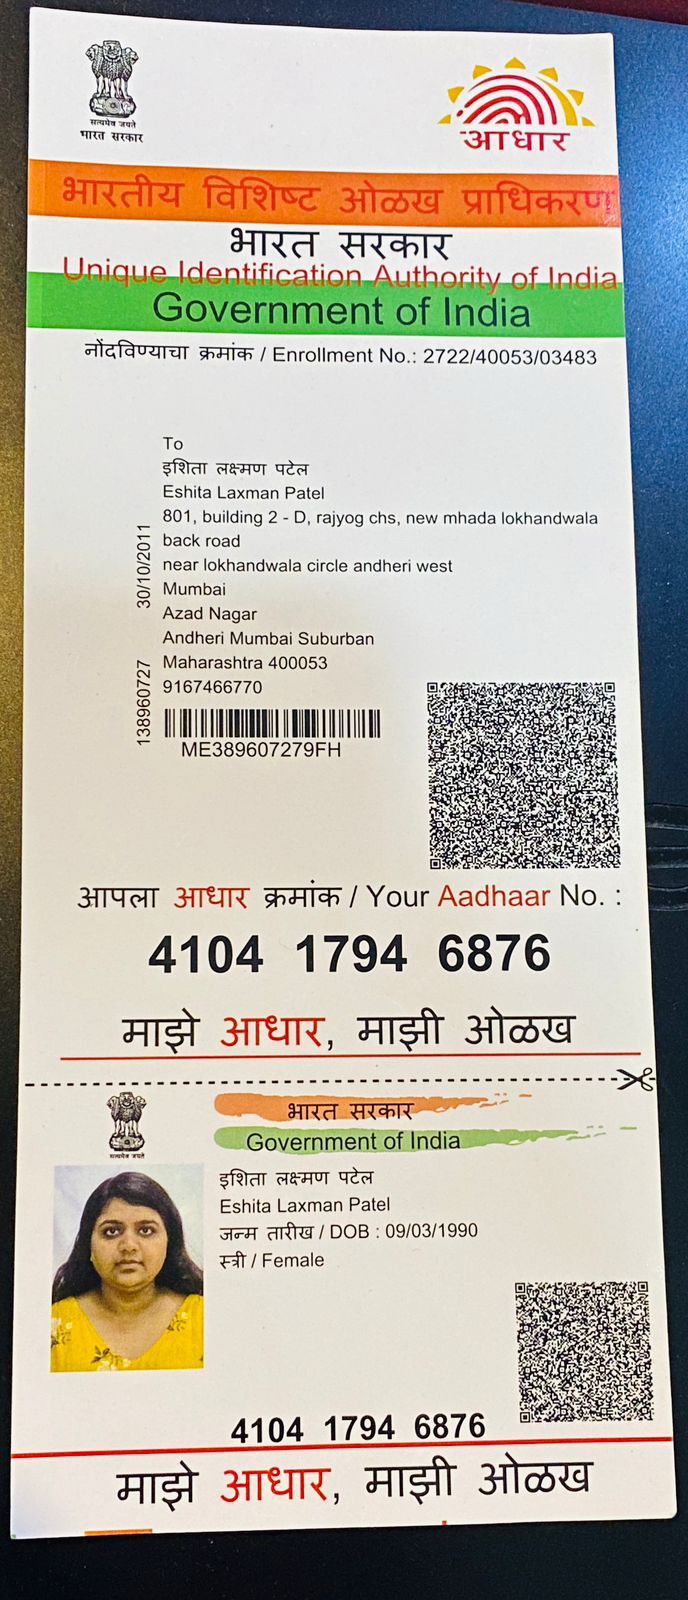 सत्यमेव जयते
भारत सरकार
आधार
भारतीय विशिष्ट ओळख प्राधिकरण
भारत सरकार
Unique Identification Authority of India
Government of India
नोंदविण्याचा क्रमांक / Enrollment No.: 2722/40053/03483
To
इशिता लक्ष्मण पटेल
Eshita Laxman Patel
801, building 2 - D, rajyog chs, new mhada lokhandwala
back road
near lokhandwala circle andheri west
Mumbai
Azad Nagar
Andheri Mumbai Suburban
Maharashtra 400053
9167466770
30/10/2011
138960727
ME389607279FH
आपला आधार क्रमांक / Your Aadhaar No. :
4104 1794 6876
माझे आधार, माझी ओळख
सत्यमेव जयते
भारत सरकार
Government of India
इशिता लक्ष्मण पटेल
Eshita Laxman Patel
जन्म तारीख / DOB : 09/03/1990
स्त्री / Female
4104 1794 6876
माझे आधार, माझी ओळख